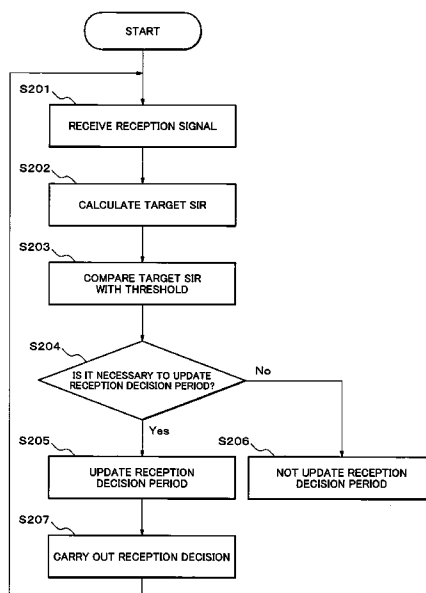 START
S201
RECEIVE RECEPTION SIGNAL
S202
CALCULATE TARGET SIR
S203
COMPARE TARGET SIR
WITH THRESHOLD
S204
IS IT NECESSARY TO UPDATE
RECEPTION DECISION PERIOD?
No
Yes
S205
UPDATE RECEPTION
DECISION PERIOD
S206
NOT UPDATE RECEPTION
DECISION PERIOD
S207
CARRY OUT RECEPTION DECISION